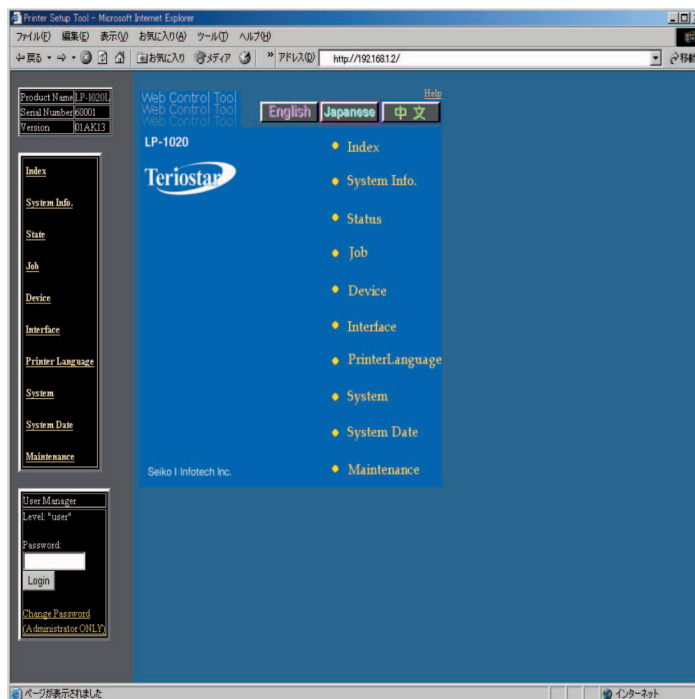 Printer Setup Tool - Microsoft Internet Explorer
ファイル(F) 編集(E) 表示(V) お気に入り(A) ツール(T) ヘルプ(H)
戻る お気に入り メディア » アドレス(D) http://192.168.1.2/ 移動
Product Name LP-1020L
Serial Number 60001
Version 01AK13
Index
System Info.
State
Job
Device
Interface
Printer Language
System
System Date
Maintenance
User Manager
Level: "user"
Password:
Login
Change Password
(Administrator ONLY)
Web Control Tool
Web Control Tool
Web Control Tool
Help
English Japanese 中文
LP-1020
Teriostar
Index
System Info.
Status
Job
Device
Interface
PrinterLanguage
System
System Date
Maintenance
Seiko I Infotech Inc.
ページが表示されました インターネット